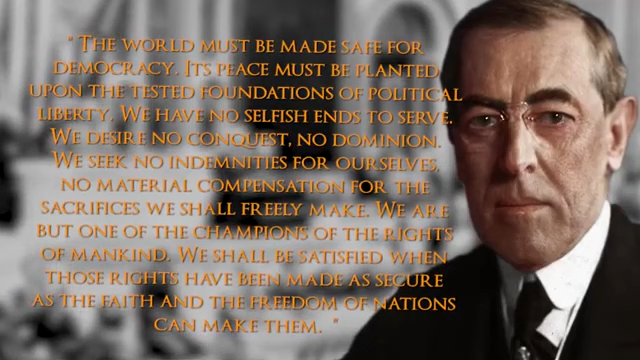 " The world must be made safe for
democracy. Its peace must be planted
upon the tested foundations of political
liberty. We have no selfish ends to serve.
We desire no conquest, no dominion.
We seek no indemnities for ourselves,
no material compensation for the
sacrifices we shall freely make. We are
but one of the champions of the rights
of mankind. We shall be satisfied when
those rights have been made as secure
as the faith and the freedom of nations
can make them. "